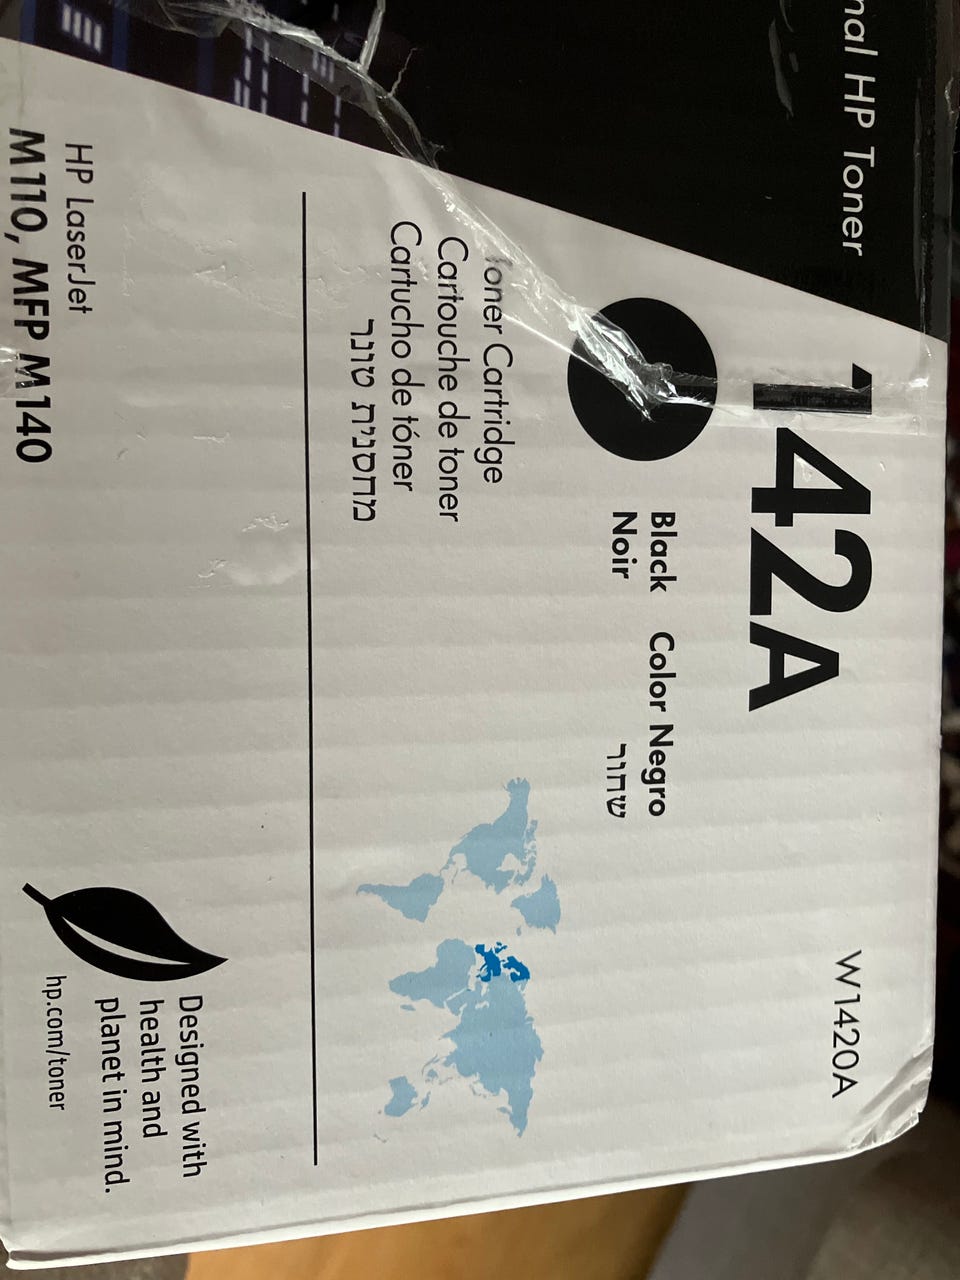 HP Toner
142A
W1420A
Black Color Negro
Noir שחור
Toner Cartridge
Cartouche de toner
Cartucho de tóner
מחסנית טונר
HP LaserJet
M110, MFP M140
Designed with
health and
planet in mind.
hp.com/toner